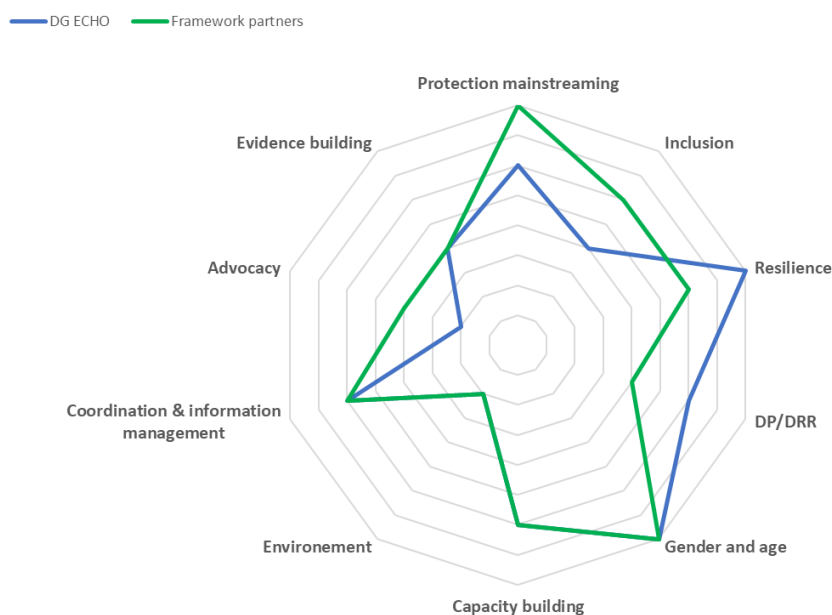 DG ECHO
Framework partners
Protection mainstreaming
Evidence building
Inclusion
Advocacy
Resilience
Coordination & information
management
DP/DRR
Environement
Gender and age
Capacity building